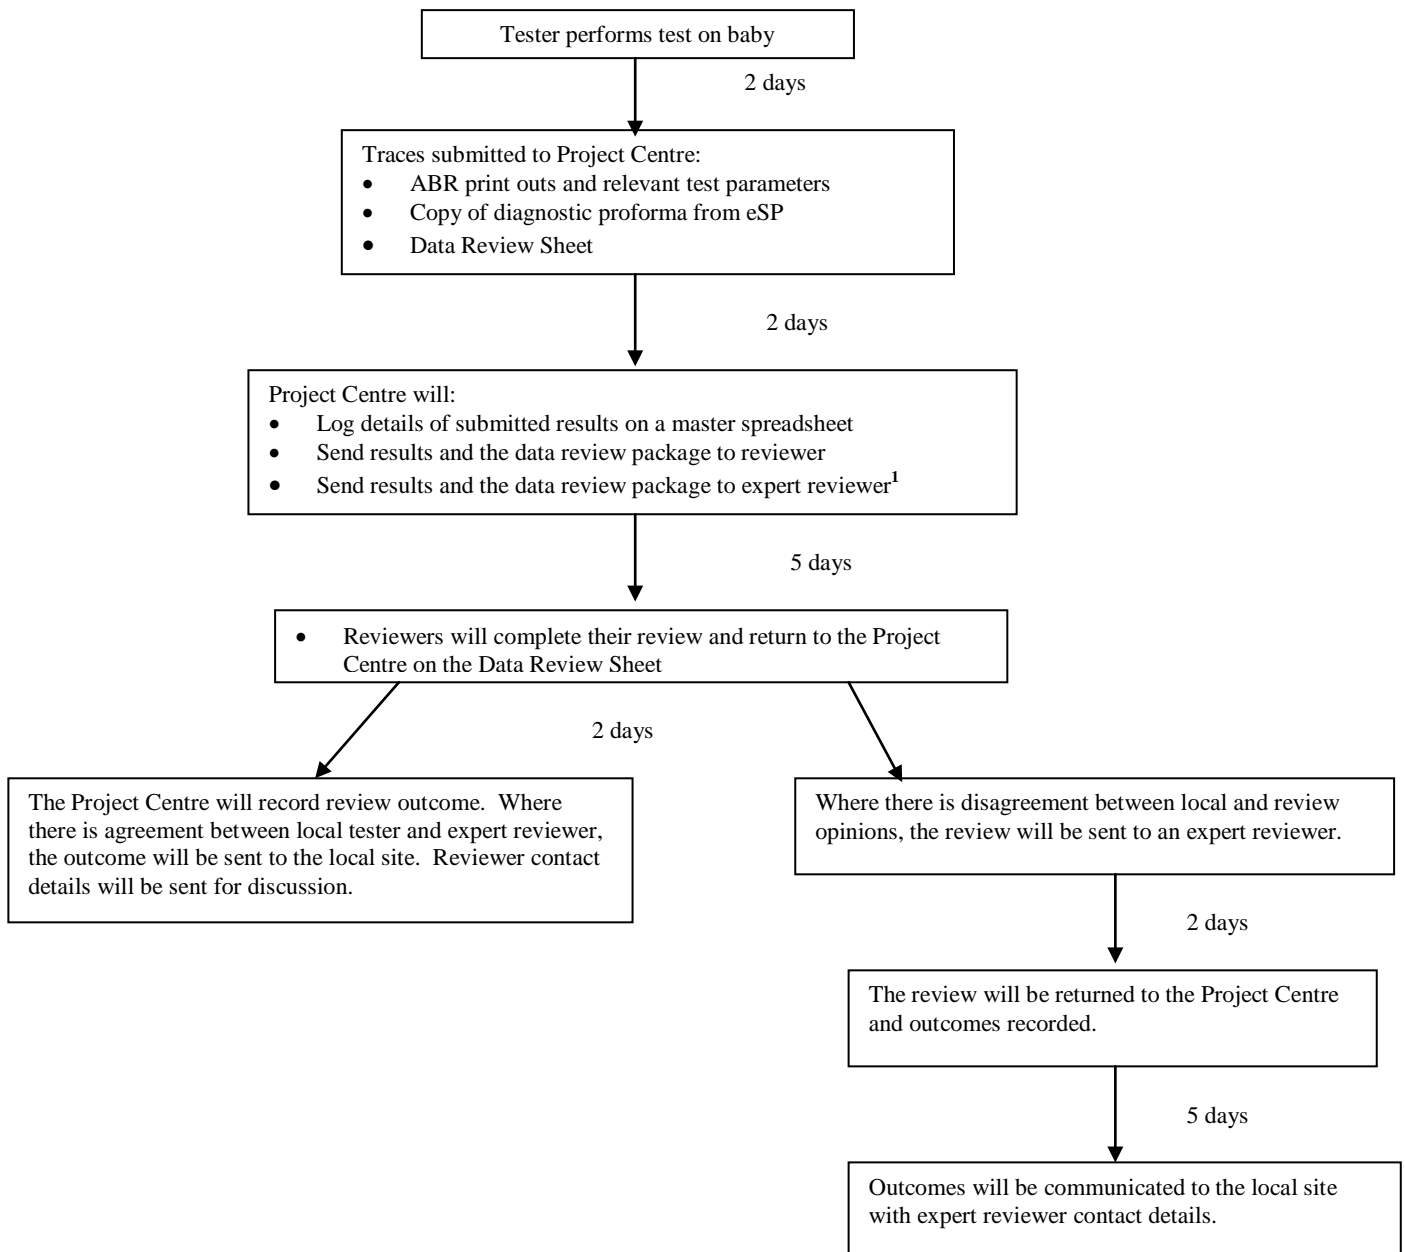 Tester performs test on baby
2 days
Traces submitted to Project Centre:
• ABR print outs and relevant test parameters
• Copy of diagnostic proforma from eSP
• Data Review Sheet
2 days
Project Centre will:
• Log details of submitted results on a master spreadsheet
• Send results and the data review package to reviewer
• Send results and the data review package to expert reviewer¹
5 days
• Reviewers will complete their review and return to the Project
Centre on the Data Review Sheet
2 days
The Project Centre will record review outcome. Where
there is agreement between local tester and expert reviewer,
the outcome will be sent to the local site. Reviewer contact
details will be sent for discussion.
Where there is disagreement between local and review
opinions, the review will be sent to an expert reviewer.
2 days
The review will be returned to the Project Centre
and outcomes recorded.
5 days
Outcomes will be communicated to the local site
with expert reviewer contact details.